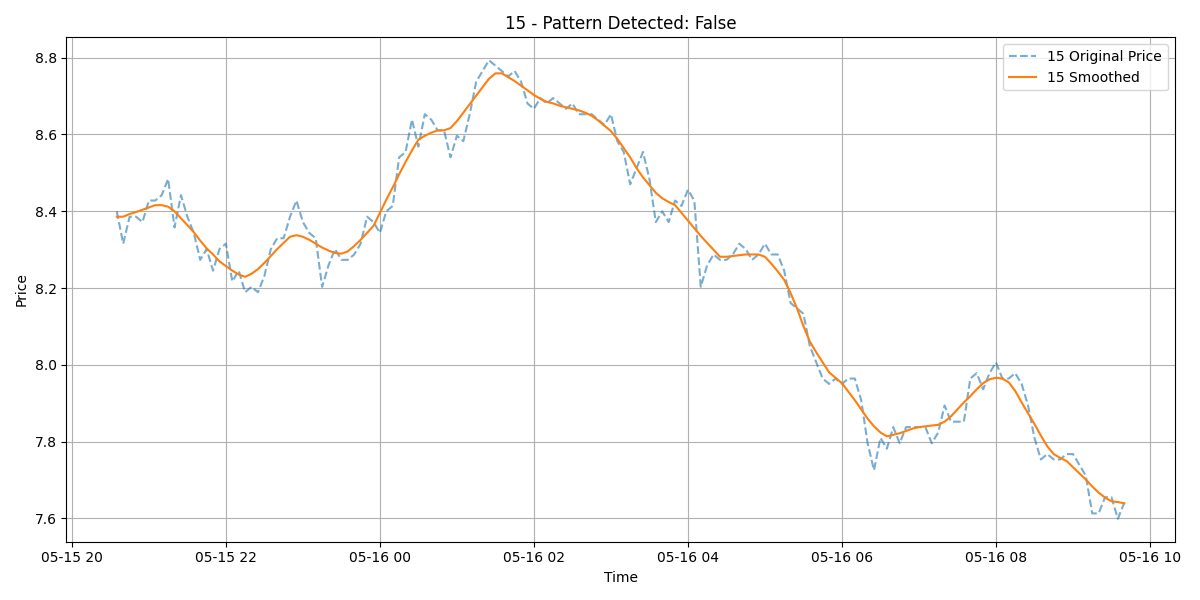 15 - Pattern Detected: False
15 Original Price
15 Smoothed
Price
8.8
8.6
8.4
8.2
8.0
7.8
7.6
05-15 20 05-15 22 05-16 00 05-16 02 05-16 04 05-16 06 05-16 08 05-16 10
Time